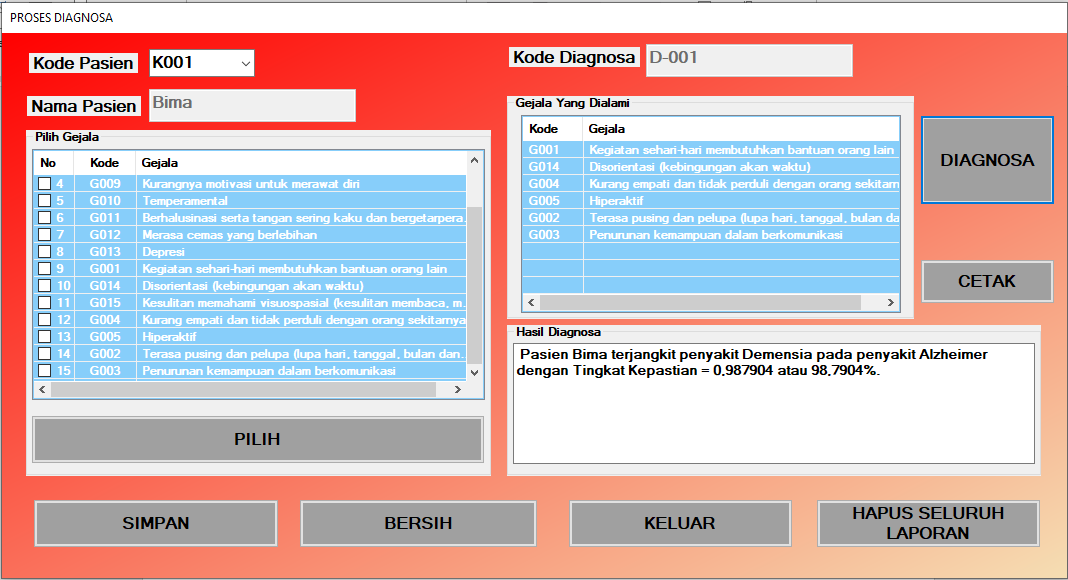 PROSES DIAGNOSA
Kode Pasien K001
Nama Pasien Bima
Pilih Gejala
No Kode Gejala
4 G009 Kurangnya motivasi untuk merawat diri
5 G010 Temperamental
6 G011 Berhalusinasi serta tangan sering kaku dan bergetarpera..
7 G012 Merasa cemas yang berlebihan
8 G013 Depresi
9 G001 Kegiatan sehari-hari membutuhkan bantuan orang lain
10 G014 Disorientasi (kebingungan akan waktu)
11 G015 Kesulitan memahami visuospasial (kesulitan membaca, m..
12 G004 Kurang empati dan tidak perduli dengan orang sekitarnya
13 G005 Hiperaktif
14 G002 Terasa pusing dan pelupa (lupa hari, tanggal, bulan dan..
15 G003 Penurunan kemampuan dalam berkomunikasi
PILIH
Kode Diagnosa D-001
Gejala Yang Dialami
Kode Gejala
G001 Kegiatan sehari-hari membutuhkan bantuan orang lain
G014 Disorientasi (kebingungan akan waktu)
G004 Kurang empati dan tidak perduli dengan orang sekitarn
G005 Hiperaktif
G002 Terasa pusing dan pelupa (lupa hari, tanggal, bulan da
G003 Penurunan kemampuan dalam berkomunikasi
DIAGNOSA
CETAK
Hasil Diagnosa
Pasien Bima terjangkit penyakit Demensia pada penyakit Alzheimer
dengan Tingkat Kepastian = 0,987904 atau 98,7904%.
SIMPAN
BERSIH
KELUAR
HAPUS SELURUH
LAPORAN